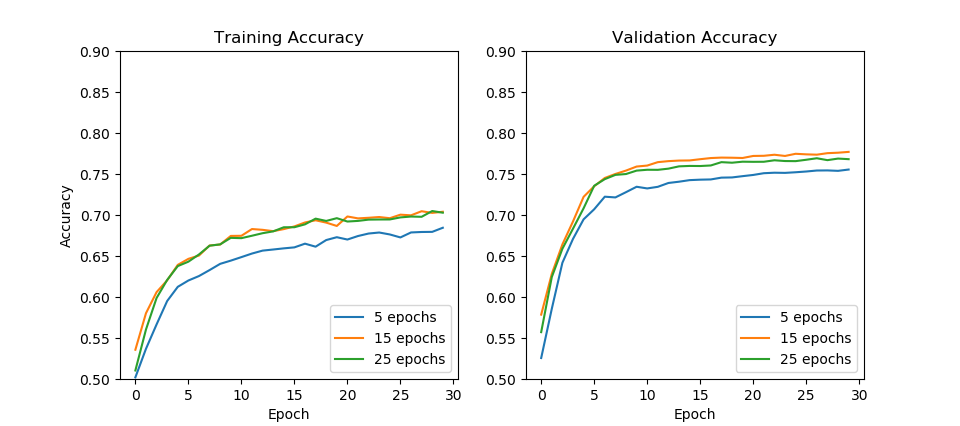 Training Accuracy
Accuracy
0.90
0.85
0.80
0.75
0.70
0.65
0.60
0.55
0.50
0 5 10 15 20 25 30
Epoch
5 epochs
15 epochs
25 epochs
Validation Accuracy
0.90
0.85
0.80
0.75
0.70
0.65
0.60
0.55
0.50
0 5 10 15 20 25 30
Epoch
5 epochs
15 epochs
25 epochs